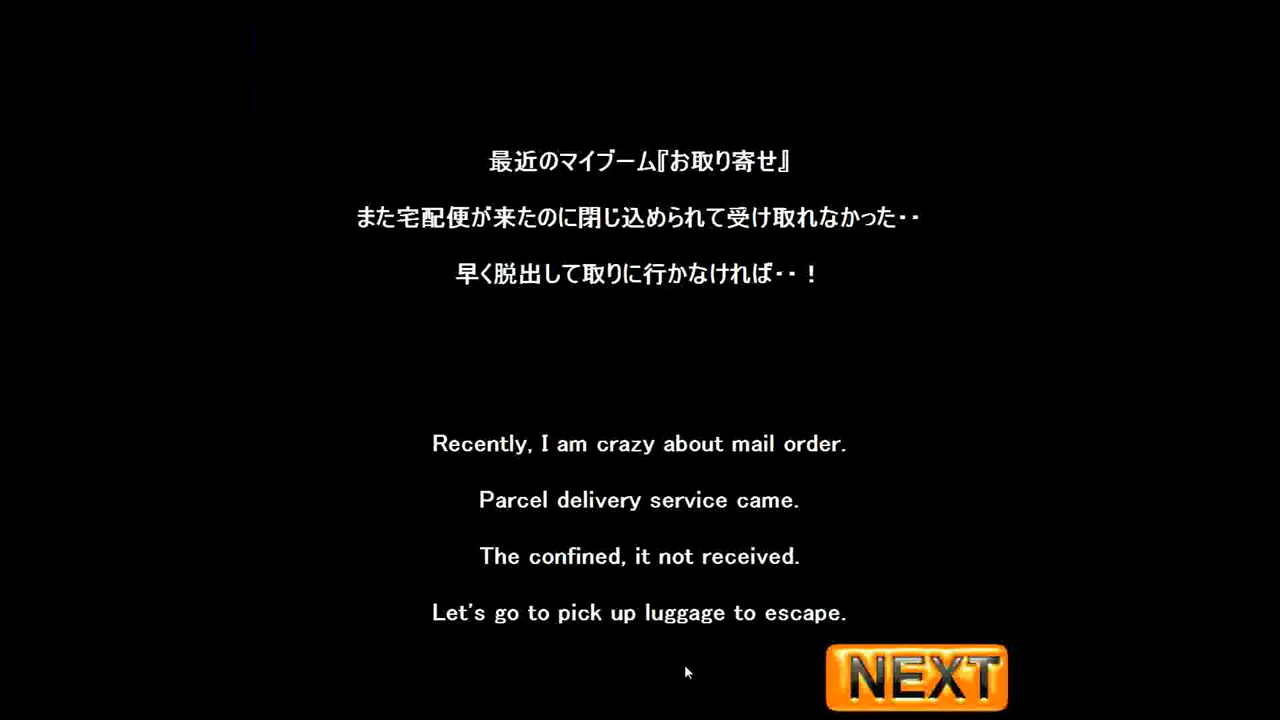 最近のマイブーム『お取り寄せ』
また宅配便が来たのに閉じ込められて受け取れなかった・・
早く脱出して取りに行かなければ・・！
Recently, I am crazy about mail order.
Parcel delivery service came.
The confined, it not received.
Let's go to pick up luggage to escape.
NEXT